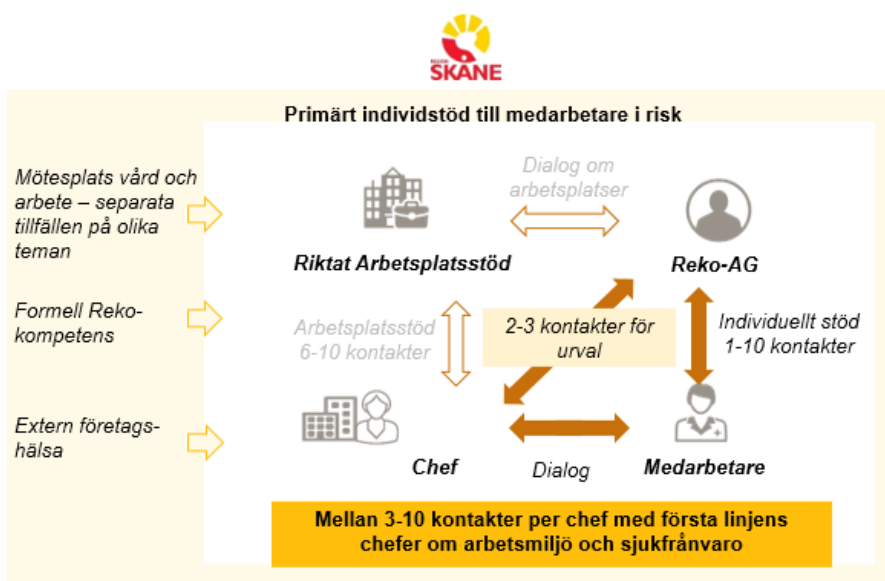 REGION
SKÅNE
Primärt individstöd till medarbetare i risk
Mötesplats vård och
arbete – separata
tillfällen på olika
teman
Dialog om
arbetsplatser
Riktat Arbetsplatsstöd
Reko-AG
Formell Reko-
kompetens
Arbetsplatsstöd
6-10 kontakter
2-3 kontakter för
urval
Individuellt stöd
1-10 kontakter
Extern företags-
hälsa
Chef
Dialog
Medarbetare
Mellan 3-10 kontakter per chef med första linjens
chefer om arbetsmiljö och sjukfrånvaro